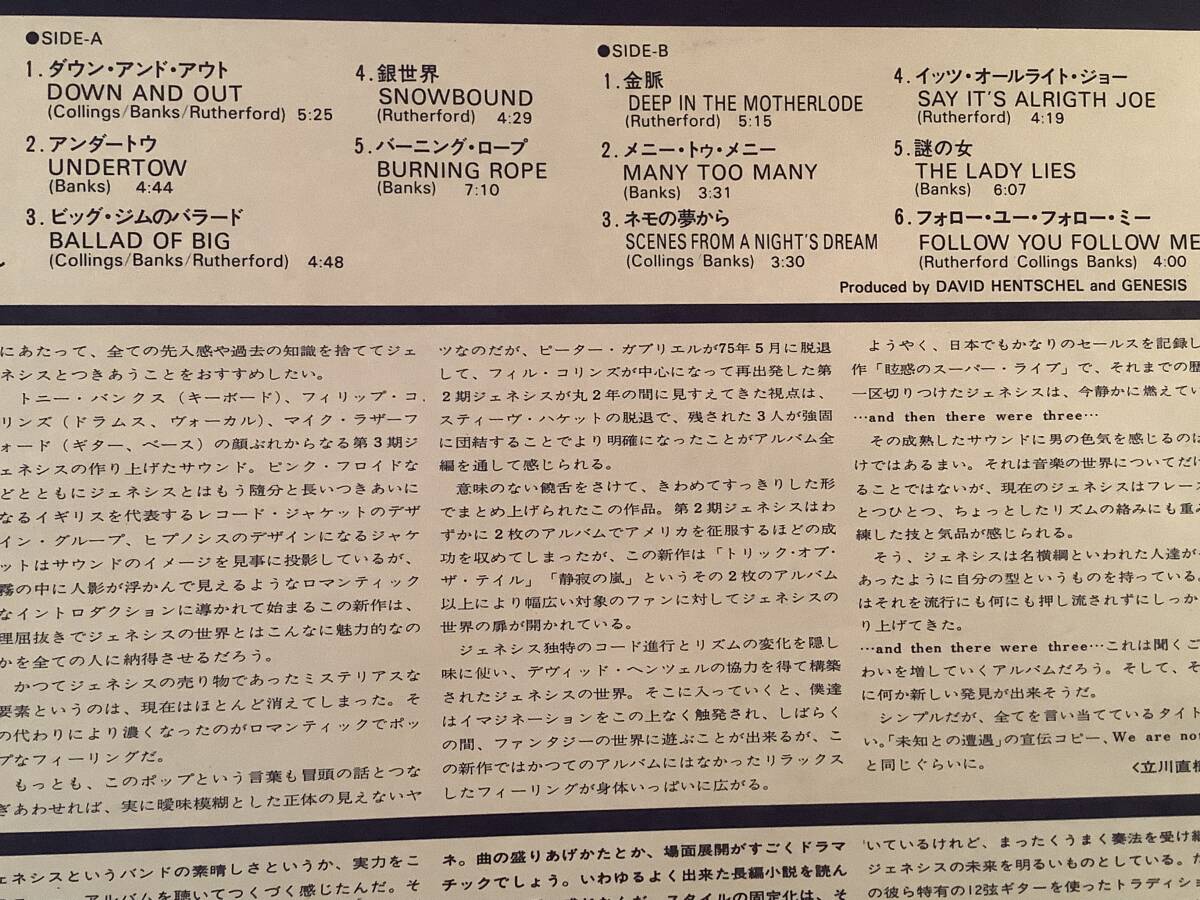 ●SIDE-A
1.ダウン・アンド・アウト
DOWN AND OUT
(Collings/Banks/Rutherford) 5:25
2.アンダートウ
UNDERTOW
(Banks) 4:44
3.ビッグ・ジムのバラード
BALLAD OF BIG
(Collings/Banks/Rutherford) 4:48
4.銀世界
SNOWBOUND
(Rutherford) 4:29
5.バーニング・ロープ
BURNING ROPE
(Banks) 7:10
●SIDE-B
1.金脈
DEEP IN THE MOTHERLODE
(Rutherford) 5:15
2.メニー・トゥ・メニー
MANY TOO MANY
(Banks) 3:31
3.ネモの夢から
SCENES FROM A NIGHT'S DREAM
(Collings/Banks) 3:30
4.イッツ・オールライト・ジョー
SAY IT'S ALRIGTH JOE
(Rutherford) 4:19
5.謎の女
THE LADY LIES
(Banks) 6:07
6.フォロー・ユー・フォロー・ミー
FOLLOW YOU FOLLOW ME
(Rutherford Collings Banks) 4:00
Produced by DAVID HENTSCHEL and GENESIS
にあたって、全ての先入感や過去の知識を捨ててジェ
ネシスとつきあうことをおすすめしたい。
トニー・バンクス(キーボード)、フィリップ・コ
リンズ(ドラムス、ヴォーカル)、マイク・ラザーフ
ォード(ギター、ベース)の顔ぶれからなる第3期ジ
ェネシスの作り上げたサウンド。ピンク・フロイドな
どとともにジェネシスとはもう随分と長いつきあいに
なるイギリスを代表するレコード・ジャケットのデザ
イン・グループ、ヒプノシスのデザインになるジャケ
ットはサウンドのイメージを見事に投影しているが、
霧の中に人影が浮かんで見えるようなロマンティック
なイントロダクションに導かれて始まるこの新作は、
理屈抜きでジェネシスの世界とはこんなに魅力的なの
かを全ての人に納得させるだろう。
かつてジェネシスの売り物であったミステリアスな
要素というのは、現在はほとんど消えてしまった。そ
の代わりにより濃くなったのがロマンティックでポッ
プなフィーリングだ。
もっとも、このポップという言葉も冒頭の話とつな
ぎあわせれば、実に曖昧模糊とした正体の見えないヤ
ツなのだが、ピーター・ガブリエルが75年5月に脱退
して、フィル・コリンズが中心になって再出発した第
2期ジェネシスが丸2年の間に見すえてきた視点は、
スティーヴ・ハケットの脱退で、残された3人が強固
に団結することでより明確になったことがアルバム全
編を通して感じられる。
意味のない饒舌をさけて、きわめてすっきりした形
でまとめ上げられたこの作品。第2期ジェネシスはわ
ずかに2枚のアルバムでアメリカを征服するほどの成
功を収めてしまったが、この新作は「トリック・オブ・
ザ・テイル」「静寂の嵐」というその2枚のアルバム
以上により幅広い対象のファンに対してジェネシスの
世界の扉が開かれている。
ジェネシス独特のコード進行とリズムの変化を隠し
味に使い、デヴィッド・ヘンツェルの協力を得て構築
されたジェネシスの世界。そこに入っていくと、僕達
はイマジネーションをこの上なく触発され、しばらく
の間、ファンタジーの世界に遊ぶことが出来るが、こ
の新作ではかつてのアルバムにはなかったリラックス
したフィーリングが身体いっぱいに広がる。
ようやく、日本でもかなりのセールスを記録し
作「眩惑のスーパー・ライブ」で、それまでの歴
一区切りつけたジェネシスは、今静かに燃えてい
…and then there were three…
その成熟したサウンドに男の色気を感じるのは
けではあるまい。それは音楽の世界についてだけ
ることではないが、現在のジェネシスはフレーズ
とつひとつ、ちょっとしたリズムの絡みにも重み
練した技と気品が感じられる。
そう、ジェネシスは名横綱といわれた人達が
あったように自分の型というものを持っている。
はそれを流行にも何にも押し流されずにしっか
り上げてきた。
…and then there were three…これは聞くご
わいを増していくアルバムだろう。そして、そ
に何か新しい発見が出来そうだ。
シンプルだが、全てを言い当てているタイト
い。「未知との遭遇」の宣伝コピー、We are not
と同じぐらいに。
<立川直樹
ェネシスというバンドの素晴しさというか、実力をこ
アルバムを聴いてつくづく感じたんだ。そ
ネ。曲の盛りあげかたとか、場面展開がすごくドラマ
チックでしょう。いわゆるよく出来た長編小説を読ん
感じなんだ。スタイルの固定化は、そ
いているけれど、まったくうまく奏法を受け継
ジェネシスの未来を明るいものとしている。た
の彼ら特有の12弦ギターを使ったトラディショ